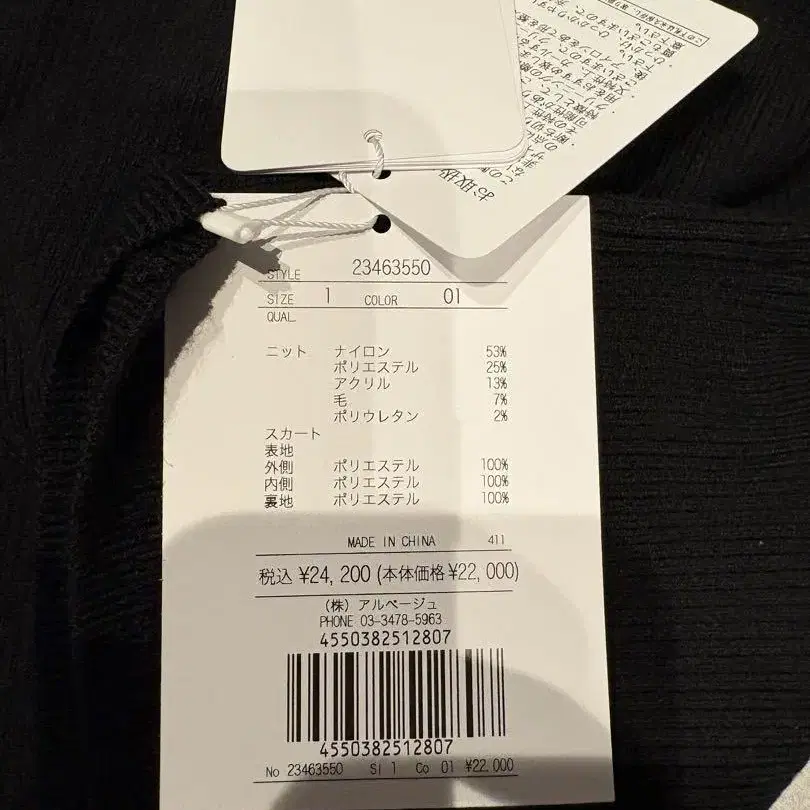 お取扱
STYLE 23463550
SIZE 1 COLOR 01
QUAL
ニット ナイロン 53%
ポリエステル 25%
アクリル 13%
毛 7%
ポリウレタン 2%
スカート
表地
外側 ポリエステル 100%
内側 ポリエステル 100%
裏地 ポリエステル 100%
MADE IN CHINA 411
税込 ¥24,200 (本体価格 ¥22,000)
(株) アルページュ
PHONE 03-3478-5963
4550382512807
4550382512807
No 23463550 SI 1 Co 01 ¥22.000